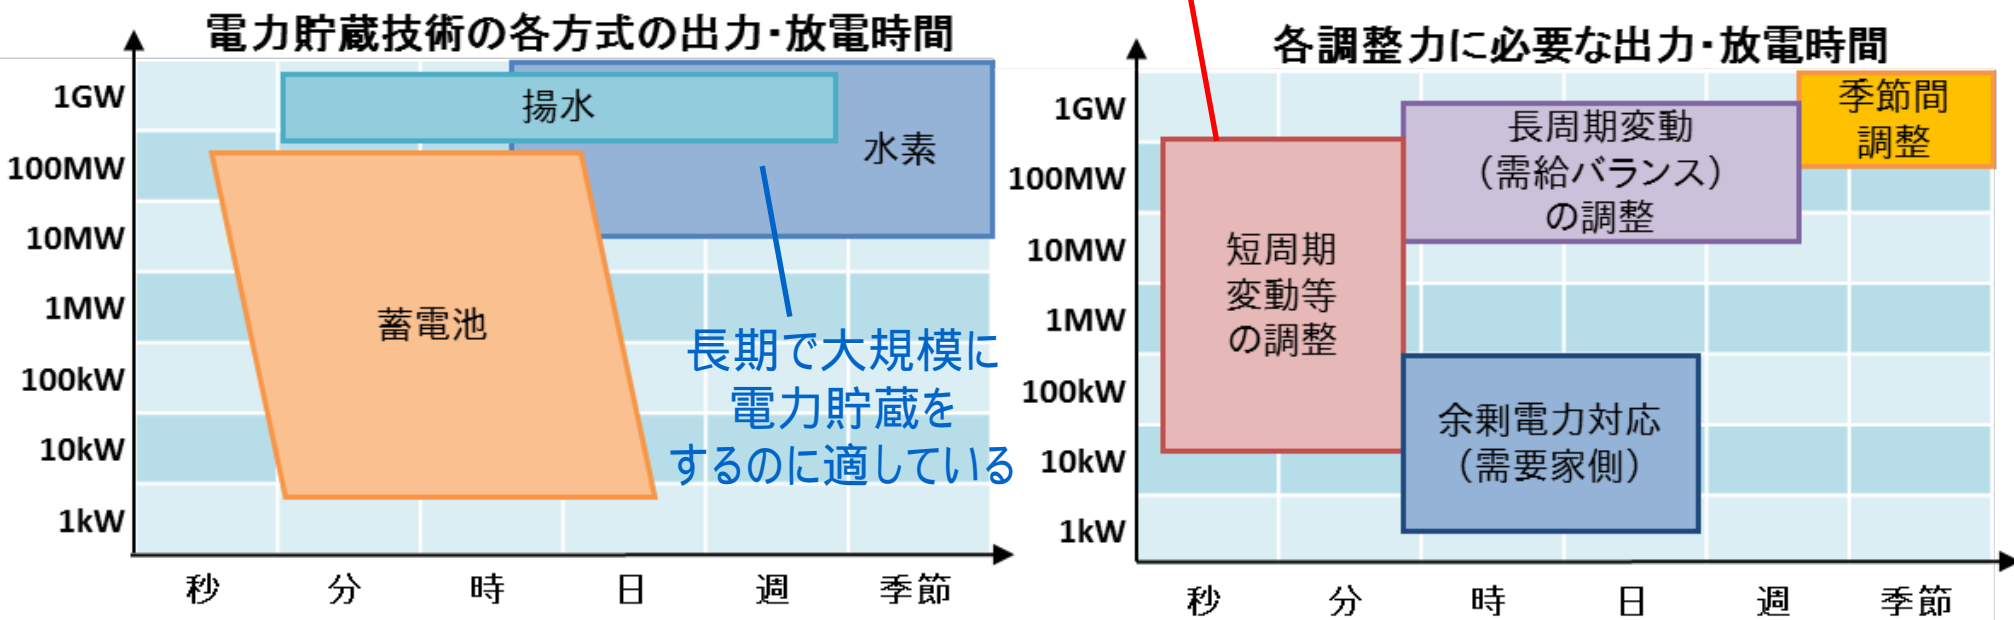 電力貯蔵技術の各方式の出力・放電時間
1GW
100MW
10MW
1MW
100kW
10kW
1kW
揚水
水素
蓄電池
長期で大規模に
電力貯蔵を
するのに適している
秒
分
時
日
週
季節
各調整力に必要な出力・放電時間
1GW
100MW
10MW
1MW
100kW
10kW
1kW
季節間
調整
長周期変動
（需給バランス）
の調整
短周期
変動等
の調整
余剰電力対応
（需要家側）
秒
分
時
日
週
季節